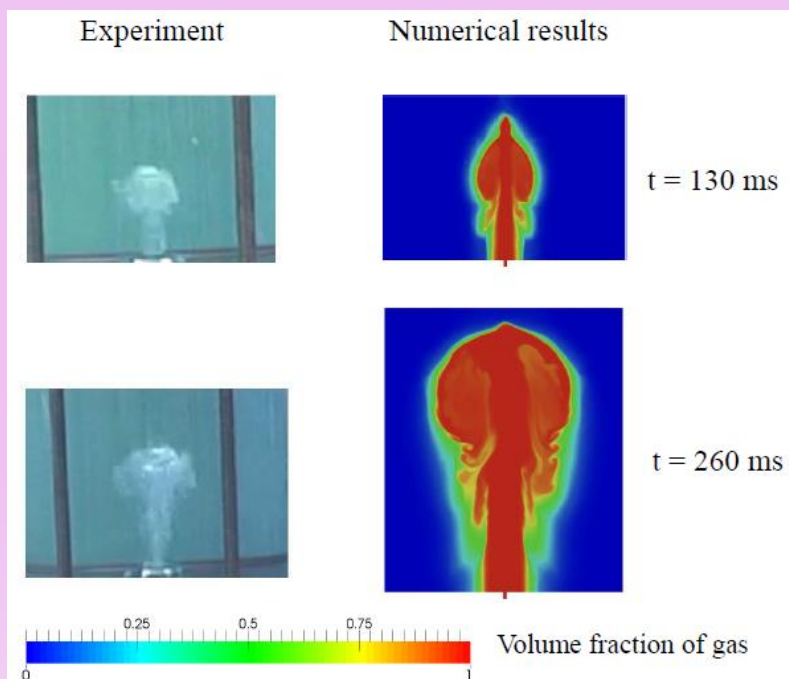 Experiment
Numerical results
t = 130 ms
t = 260 ms
0.25
0.5
0.75
0
1
Volume fraction of gas